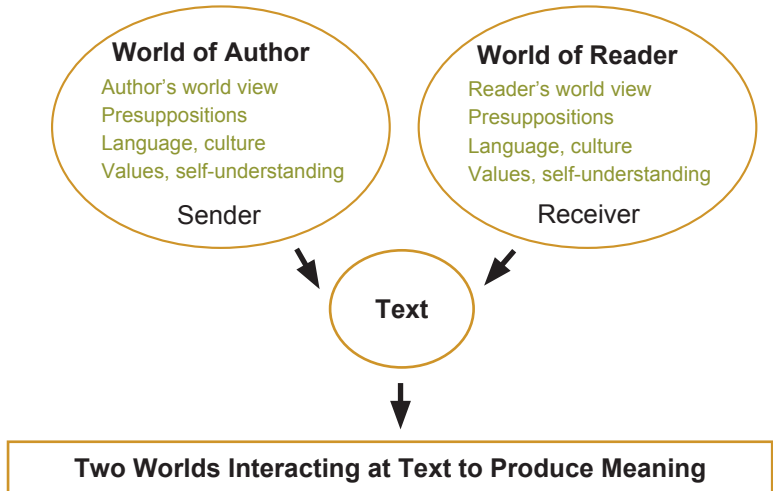 World of Author
Author’s world view
Presuppositions
Language, culture
Values, self-understanding
Sender
World of Reader
Reader’s world view
Presuppositions
Language, culture
Values, self-understanding
Receiver
Text
Two Worlds Interacting at Text to Produce Meaning